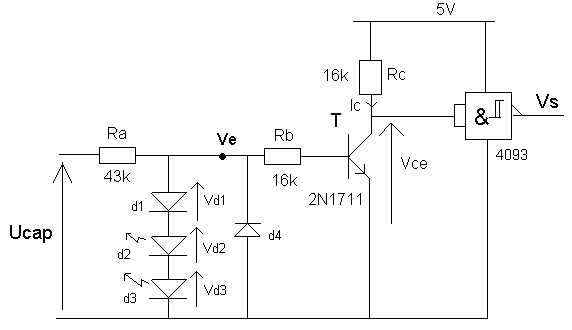 5V
16k
Rc
Ic
T
&
Vs
4093
Ra
43k
Ve
Rb
16k
2N1711
Vce
Ucap
d1
Vd1
d2
Vd2
d3
Vd3
d4